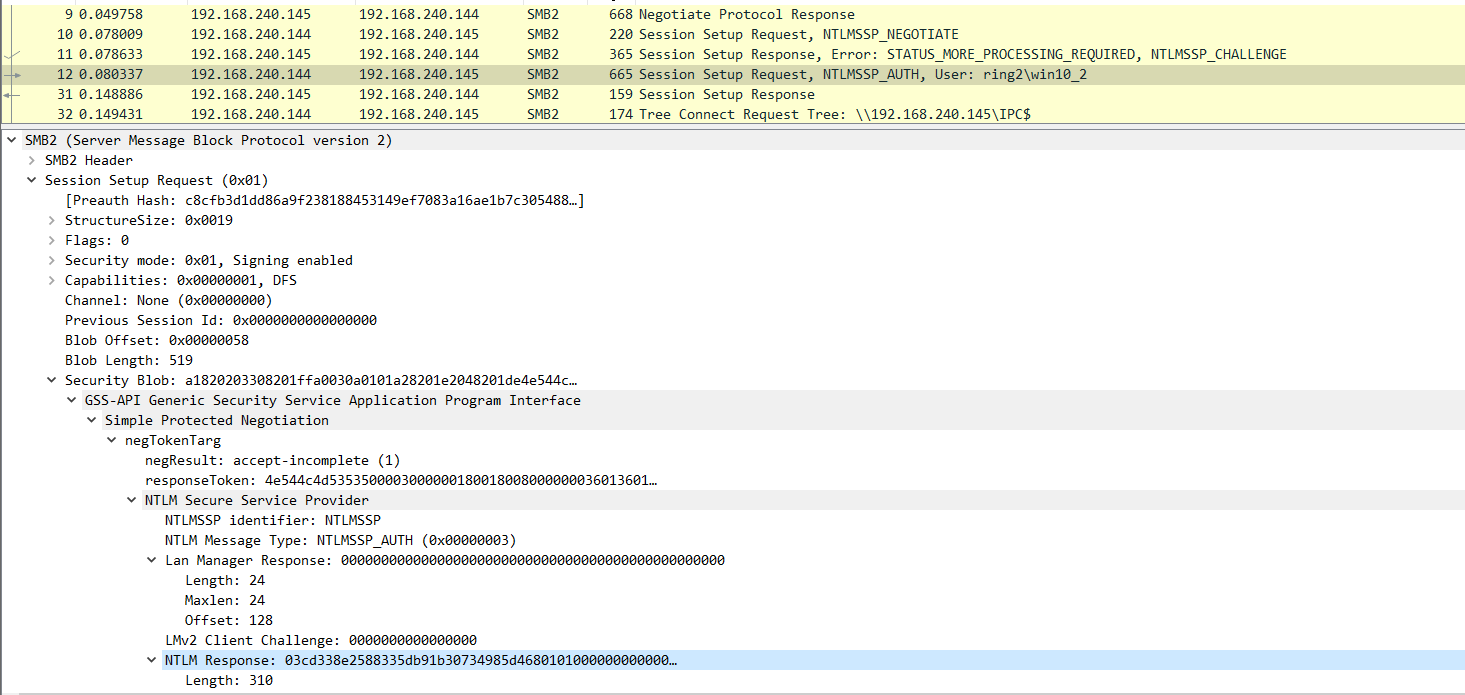 9 0.049758 192.168.240.145 192.168.240.144 SMB2 668 Negotiate Protocol Response
10 0.078009 192.168.240.144 192.168.240.145 SMB2 220 Session Setup Request, NTLMSSP_NEGOTIATE
11 0.078633 192.168.240.145 192.168.240.144 SMB2 365 Session Setup Response, Error: STATUS_MORE_PROCESSING_REQUIRED, NTLMSSP_CHALLENGE
12 0.080337 192.168.240.144 192.168.240.145 SMB2 665 Session Setup Request, NTLMSSP_AUTH, User: ring2\win10_2
31 0.148886 192.168.240.145 192.168.240.144 SMB2 159 Session Setup Response
32 0.149431 192.168.240.144 192.168.240.145 SMB2 174 Tree Connect Request Tree: \\192.168.240.145\IPC$
SMB2 (Server Message Block Protocol version 2)
SMB2 Header
Session Setup Request (0x01)
[Preauth Hash: c8cfb3d1dd86a9f238188453149ef7083a16ae1b7c305488…]
StructureSize: 0x0019
Flags: 0
Security mode: 0x01, Signing enabled
Capabilities: 0x00000001, DFS
Channel: None (0x00000000)
Previous Session Id: 0x0000000000000000
Blob Offset: 0x00000058
Blob Length: 519
Security Blob: a1820203308201ffa0030a0101a28201e2048201de4e544c…
GSS-API Generic Security Service Application Program Interface
Simple Protected Negotiation
negTokenTarg
negResult: accept-incomplete (1)
responseToken: 4e544c4d5353500003000000180018008000000036013601…
NTLM Secure Service Provider
NTLMSSP identifier: NTLMSSP
NTLM Message Type: NTLMSSP_AUTH (0x00000003)
Lan Manager Response: 000000000000000000000000000000000000000000000000
Length: 24
Maxlen: 24
Offset: 128
LMv2 Client Challenge: 0000000000000000
NTLM Response: 03cd338e2588335db91b30734985d4680101000000000000…
Length: 310